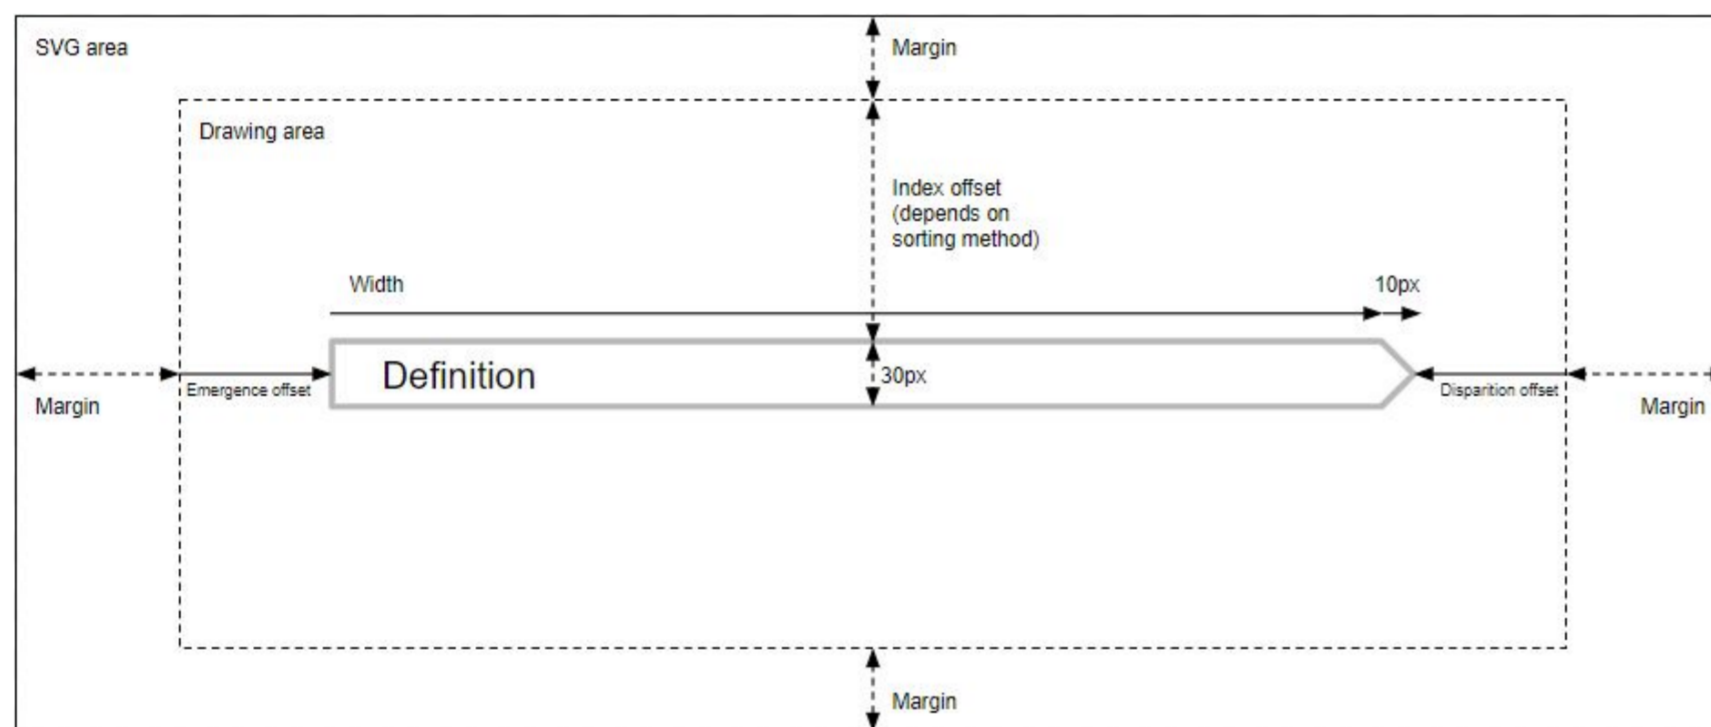 SVG area
Margin
Drawing area
Index offset
(depends on
sorting method)
Width
10px
Definition
30px
Emergence offset
Disparition offset
Margin
Margin
Margin